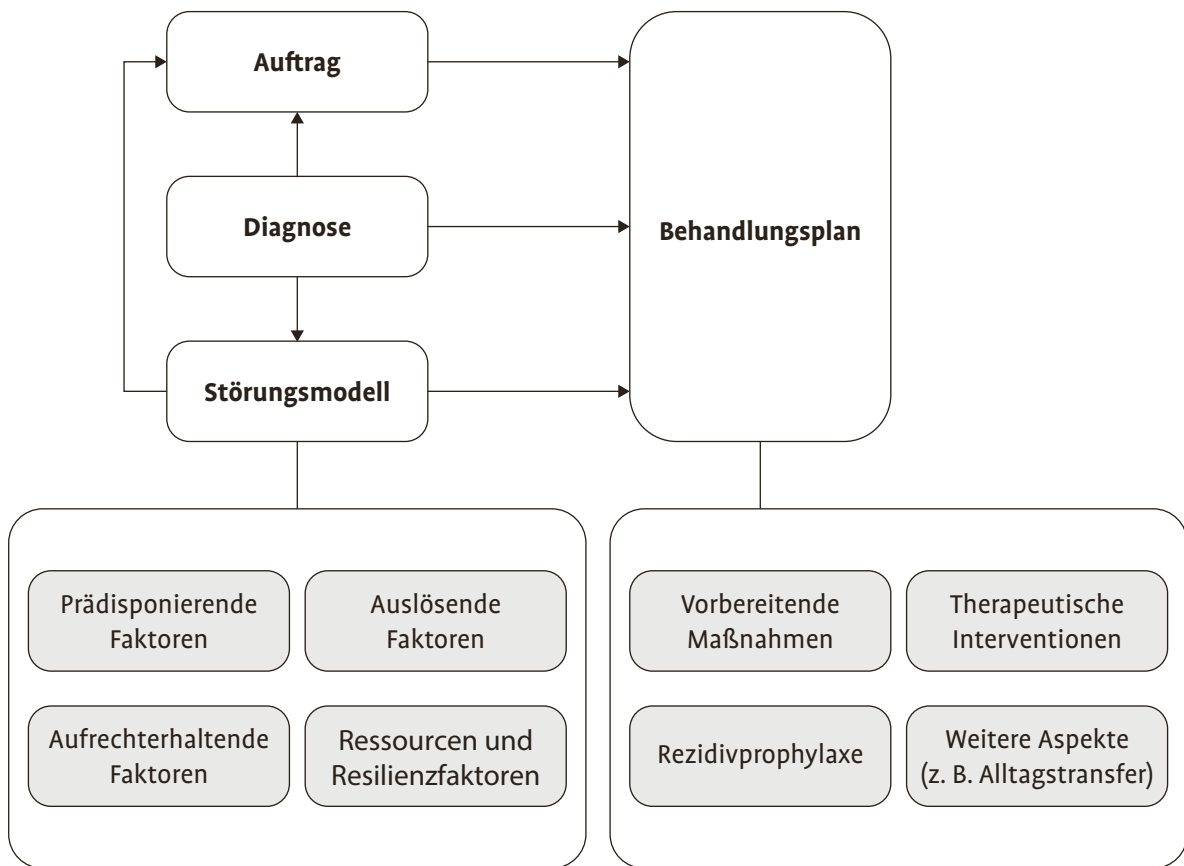 Auftrag
Diagnose
Behandlungsplan
Störungsmodell
Prädisponierende
Faktoren
Auslösende
Faktoren
Aufrechterhaltende
Faktoren
Ressourcen und
Resilienzfaktoren
Vorbereitende
Maßnahmen
Therapeutische
Interventionen
Rezidivprophylaxe
Weitere Aspekte
(z. B. Alltagstransfer)